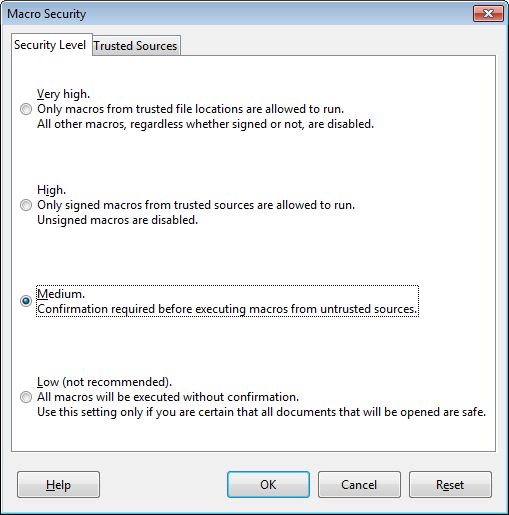 Macro Security
Security Level
Trusted Sources
Very high.
Only macros from trusted file locations are allowed to run.
All other macros, regardless whether signed or not, are disabled.
High.
Only signed macros from trusted sources are allowed to run.
Unsigned macros are disabled.
Medium.
Confirmation required before executing macros from untrusted sources.
Low (not recommended).
All macros will be executed without confirmation.
Use this setting only if you are certain that all documents that will be opened are safe.
Help
OK
Cancel
Reset